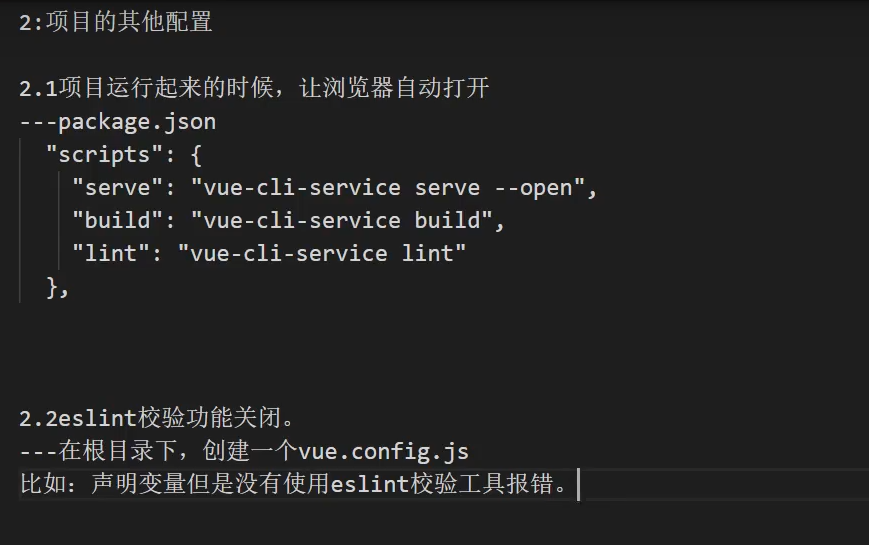 2:项目的其他配置
2.1项目运行起来的时候，让浏览器自动打开
---package.json
"scripts": {
"serve": "vue-cli-service serve --open",
"build": "vue-cli-service build",
"lint": "vue-cli-service lint"
},
2.2eslint校验功能关闭。
---在根目录下，创建一个vue.config.js
比如：声明变量但是没有使用eslint校验工具报错。